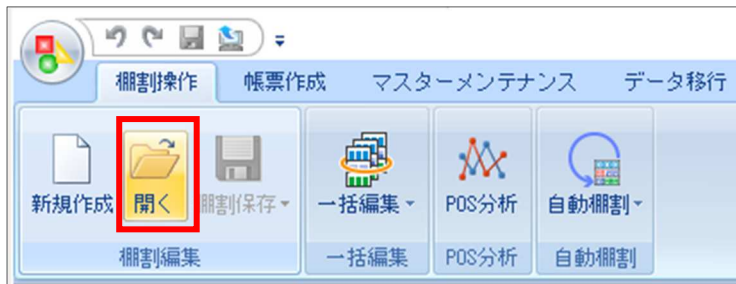 棚割操作 帳票作成 マスターメンテナンス データ移行
新規作成 開く 棚割保存 一括編集 POS分析 自動棚割
棚割編集 一括編集 POS分析 自動棚割